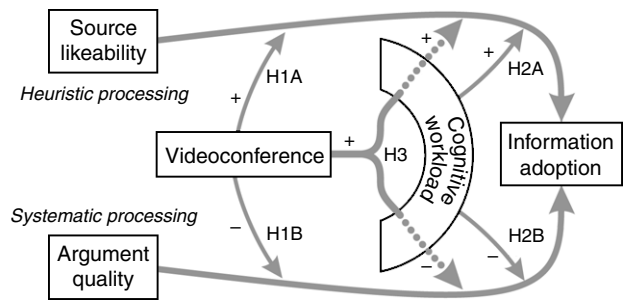 Source
likeability
Heuristic processing
+
H1A
+
+
H2A
Videoconference
+
H3
Cognitive
workload
Information
adoption
Systematic processing
–
H1B
–
–
H2B
Argument
quality